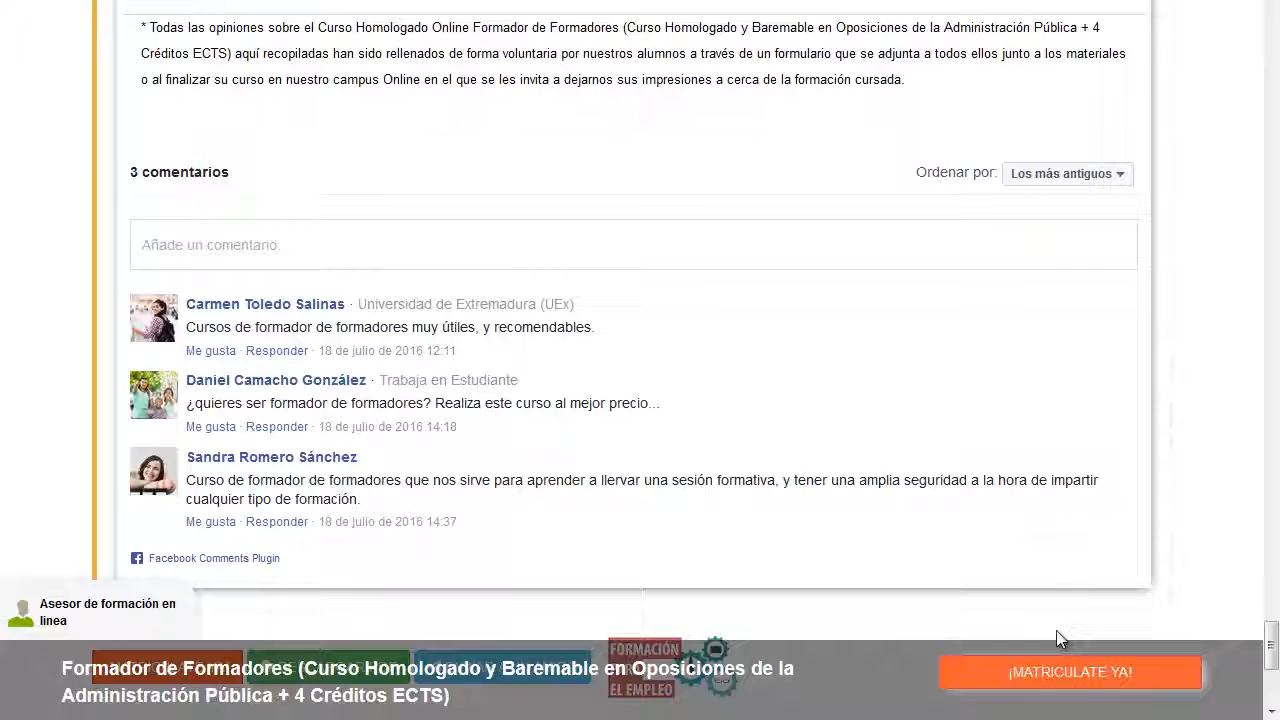 * Todas las opiniones sobre el Curso Homologado Online Formador de Formadores (Curso Homologado y Baremable en Oposiciones de la Administración Pública + 4
Créditos ECTS) aquí recopiladas han sido rellenados de forma voluntaria por nuestros alumnos a través de un formulario que se adjunta a todos ellos junto a los materiales
o al finalizar su curso en nuestro campus Online en el que se les invita a dejarnos sus impresiones a cerca de la formación cursada.
3 comentarios
Ordenar por: Los más antiguos
Añade un comentario.
Carmen Toledo Salinas · Universidad de Extremadura (UEx)
Cursos de formador de formadores muy útiles, y recomendables.
Me gusta · Responder · 18 de julio de 2016 12:11
Daniel Camacho González · Trabaja en Estudiante
¿quieres ser formador de formadores? Realiza este curso al mejor precio...
Me gusta · Responder · 18 de julio de 2016 14:18
Sandra Romero Sánchez
Curso de formador de formadores que nos sirve para aprender a llervar una sesión formativa, y tener una amplia seguridad a la hora de impartir
cualquier tipo de formación.
Me gusta · Responder · 18 de julio de 2016 14:37
Facebook Comments Plugin
Asesor de formación en
linea
FORMACIÓN
EL EMPLEO
Formador de Formadores (Curso Homologado y Baremable en Oposiciones de la
Administración Pública + 4 Créditos ECTS)
¡MATRICULATE YA!